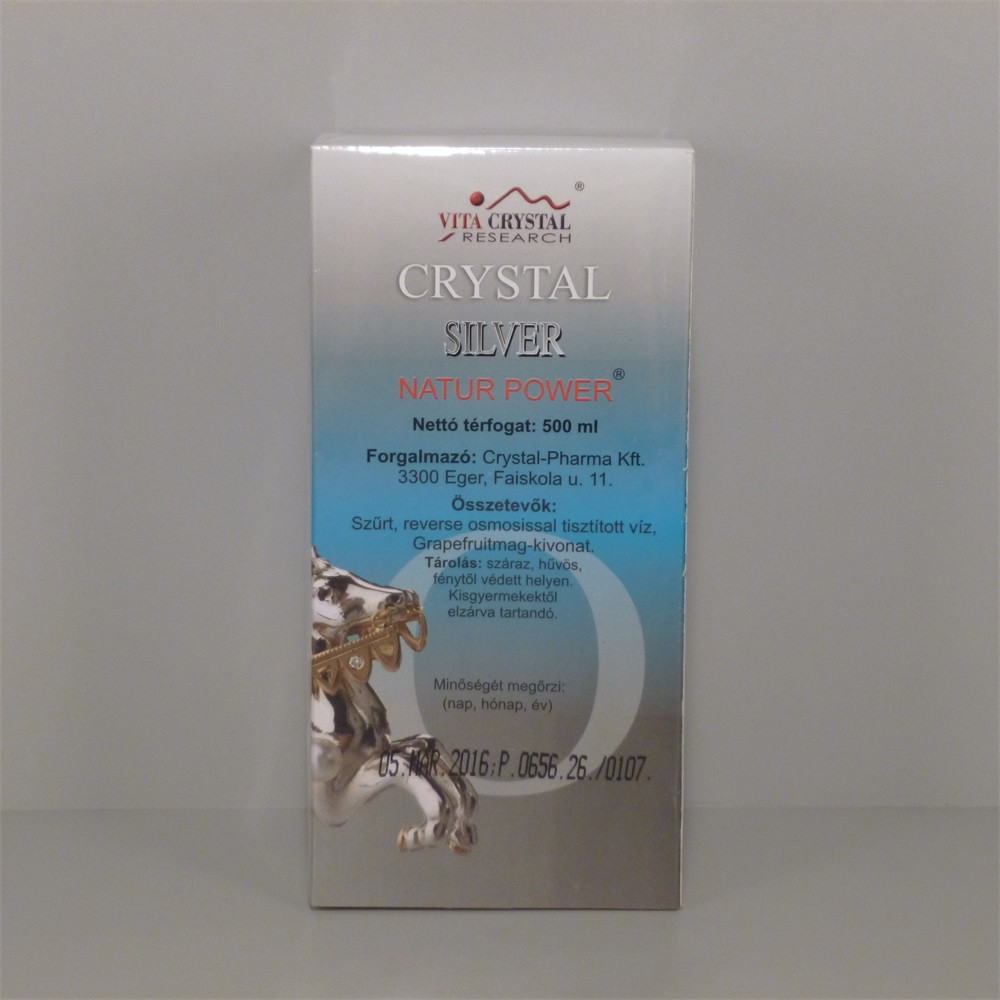 ®
VITA CRYSTAL
RESEARCH
CRYSTAL
SILVER
NATUR POWER®
Nettó térfogat: 500 ml
Forgalmazó: Crystal-Pharma Kft.
3300 Eger, Faiskola u. 11.
Összetevők:
Szűrt, reverse osmosissal tisztított víz,
Grapefruitmag-kivonat.
Tárolás: száraz, hűvös,
fénytől védett helyen.
Kisgyermekektől
elzárva tartandó.
Minőségét megőrzi:
(nap, hónap, év)
05.MAR.2016;P.0656.26./0107.